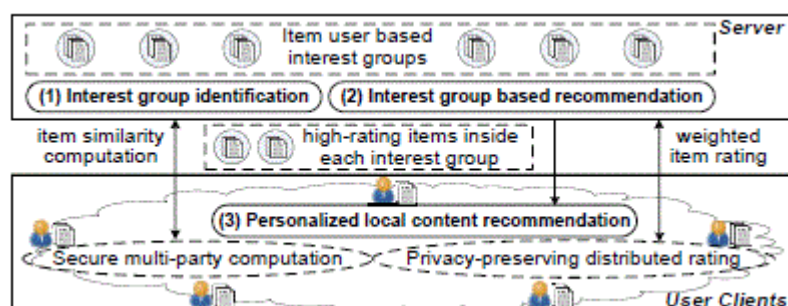 Item user based
interest groups
Server
(1) Interest group identification
(2) Interest group based recommendation
item similarity
computation
high-rating items inside
each interest group
weighted
item rating
(3) Personalized local content recommendation
Secure multi-party computation
Privacy-preserving distributed rating
User Clients